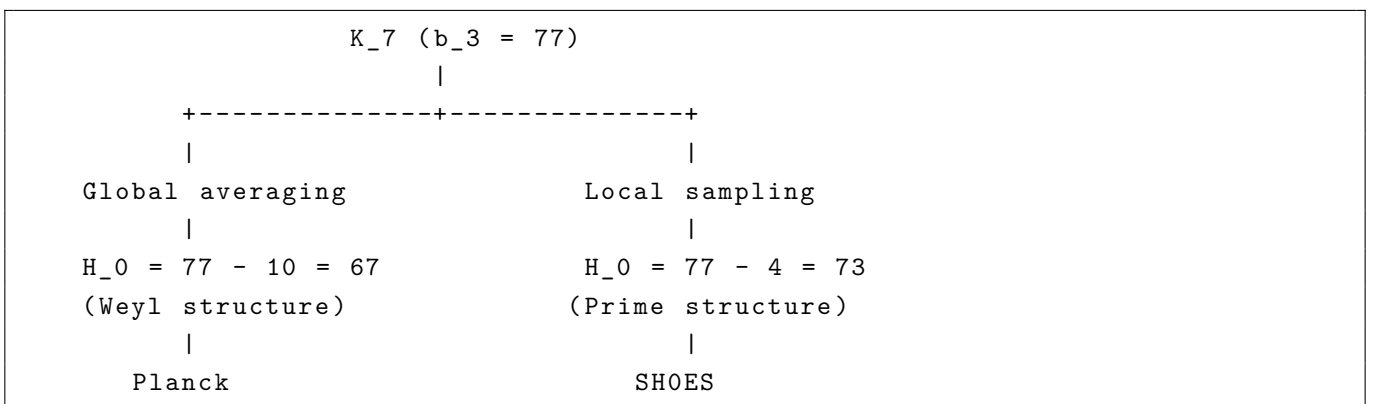 K_7 (b_3 = 77)
|
+--------------+--------------+
| |
Global averaging Local sampling
| |
H_0 = 77 - 10 = 67 H_0 = 77 - 4 = 73
(Weyl structure) (Prime structure)
| |
Planck SH0ES